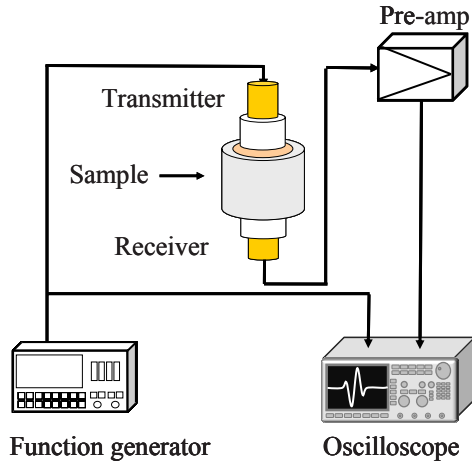 Pre-amp
Transmitter
Sample
Receiver
Function generator
Oscilloscope